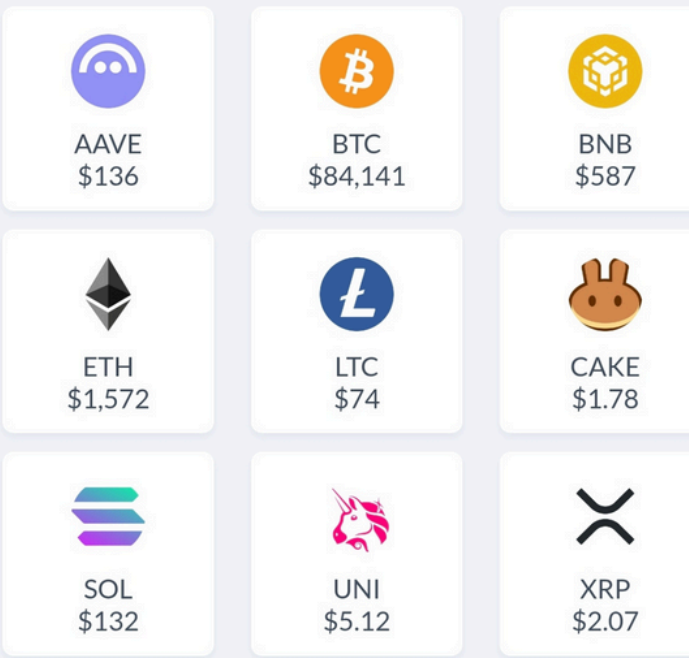 AAVE
$136
BTC
$84,141
BNB
$587
ETH
$1,572
LTC
$74
CAKE
$1.78
SOL
$132
UNI
$5.12
XRP
$2.07